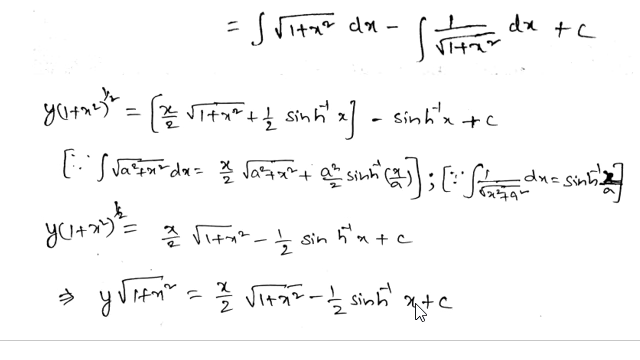 = ∫ √1+x² dx - ∫ 1/√1+x² dx + c
y(1+x²)^½ = [x/2 √1+x² + 1/2 sinh⁻¹ x] - sinh⁻¹x + c
[∵ ∫ √a²+x² dx = x/2 √a²+x² + a²/2 sinh⁻¹(x/a)] ; [∵ ∫ 1/√x²+a² dx = sinh⁻¹ x/a]
y(1+x²)^½ = x/2 √1+x² - 1/2 sinh⁻¹x + c
⇒ y√1+x² = x/2 √1+x² - 1/2 sinh⁻¹ x + c